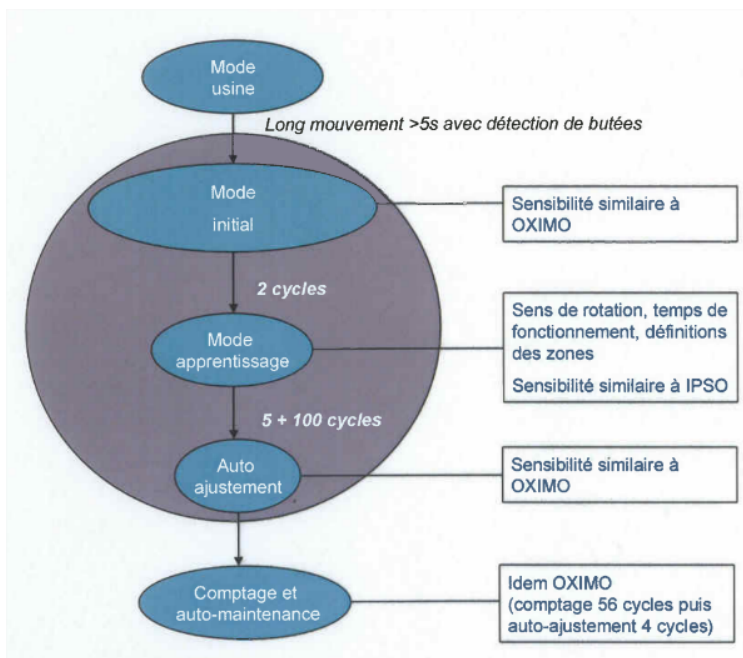 Mode
usine
Long mouvement >5s avec détection de butées
Mode
initial
Sensibilité similaire à
OXIMO
2 cycles
Mode
apprentissage
Sens de rotation, temps de
fonctionnement, définitions
des zones
Sensibilité similaire à IPSO
5 + 100 cycles
Auto
ajustement
Sensibilité similaire à
OXIMO
Comptage et
auto-maintenance
Idem OXIMO
(comptage 56 cycles puis
auto-ajustement 4 cycles)